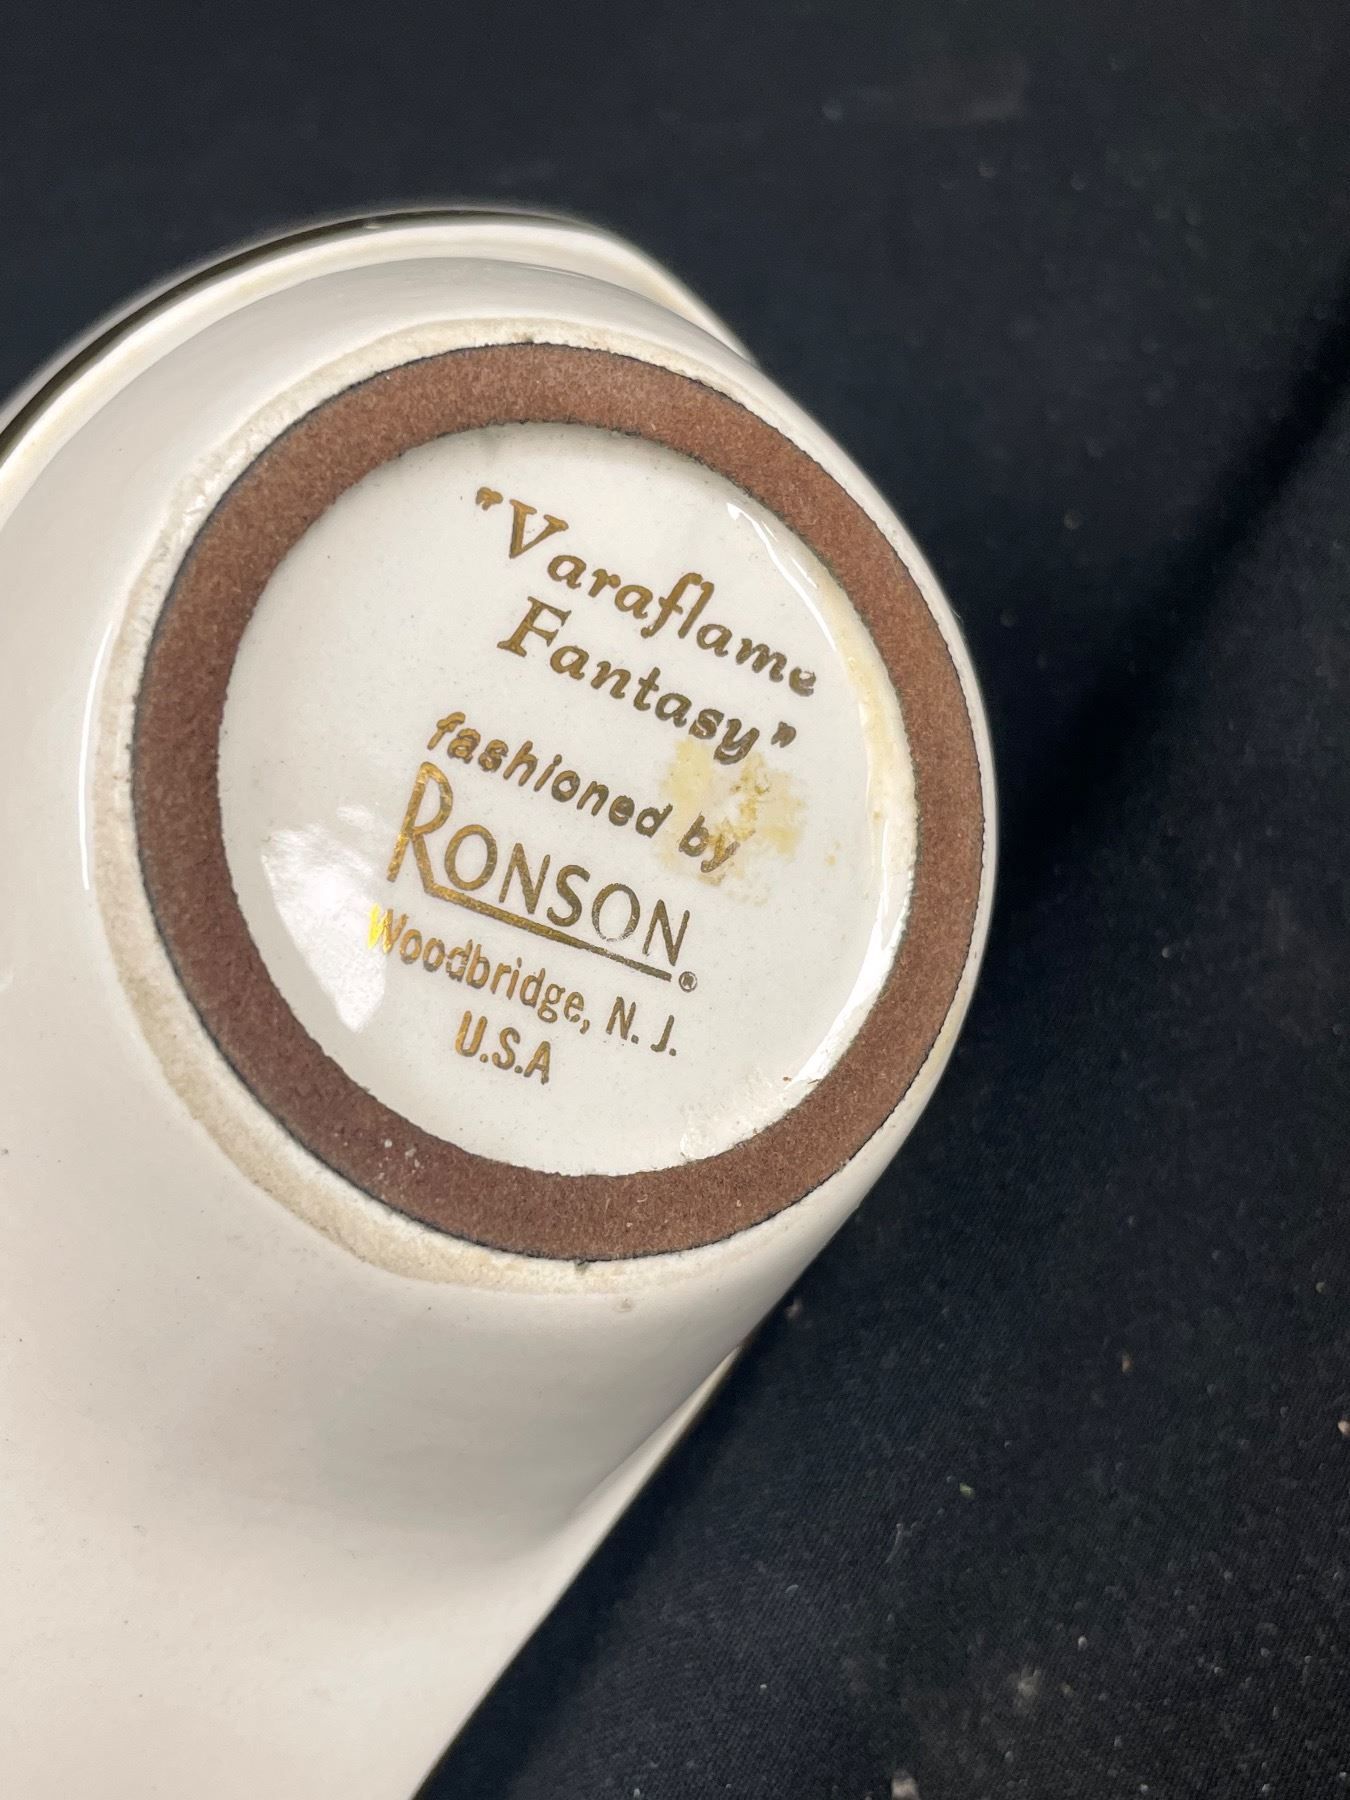 "Varaflame
Fantasy"
fashioned by
RONSON®
Woodbridge, N. J.
U.S.A